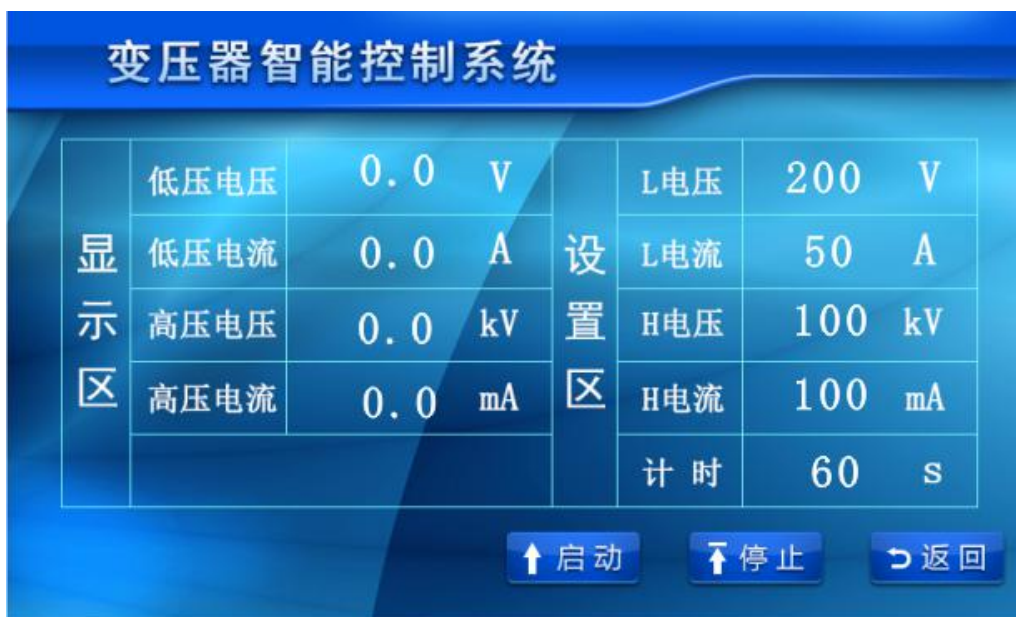 变压器智能控制系统
显示区
低压电压 0.0 V
低压电流 0.0 A
高压电压 0.0 kV
高压电流 0.0 mA
设置区
L电压 200 V
L电流 50 A
H电压 100 kV
H电流 100 mA
计时 60 S
启动 停止 返回